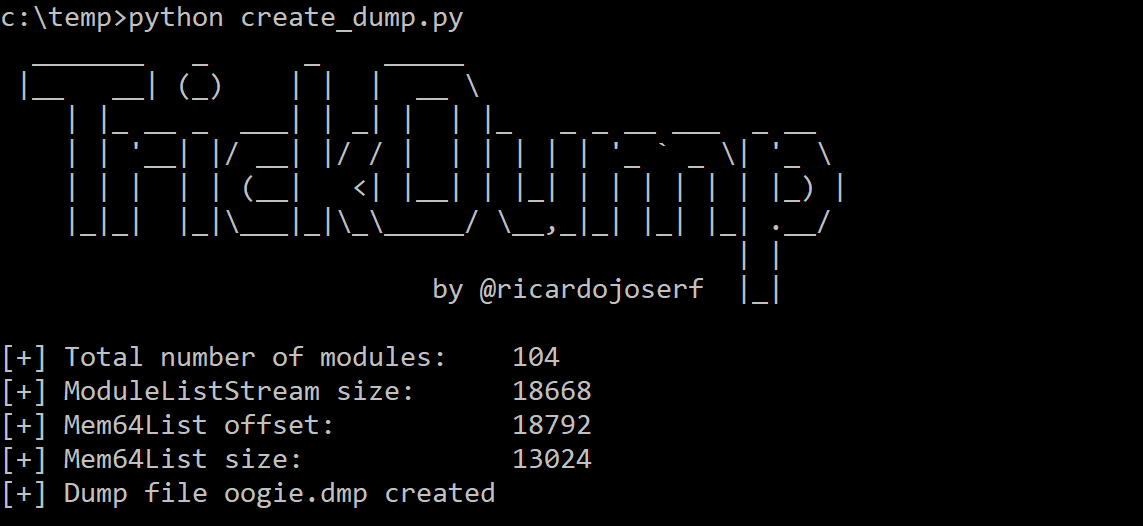 c:\temp>python create_dump.py
TrickDump
by @ricardojoserf
[+] Total number of modules:    104
[+] ModuleListStream size:      18668
[+] Mem64List offset:           18792
[+] Mem64List size:             13024
[+] Dump file oogie.dmp created